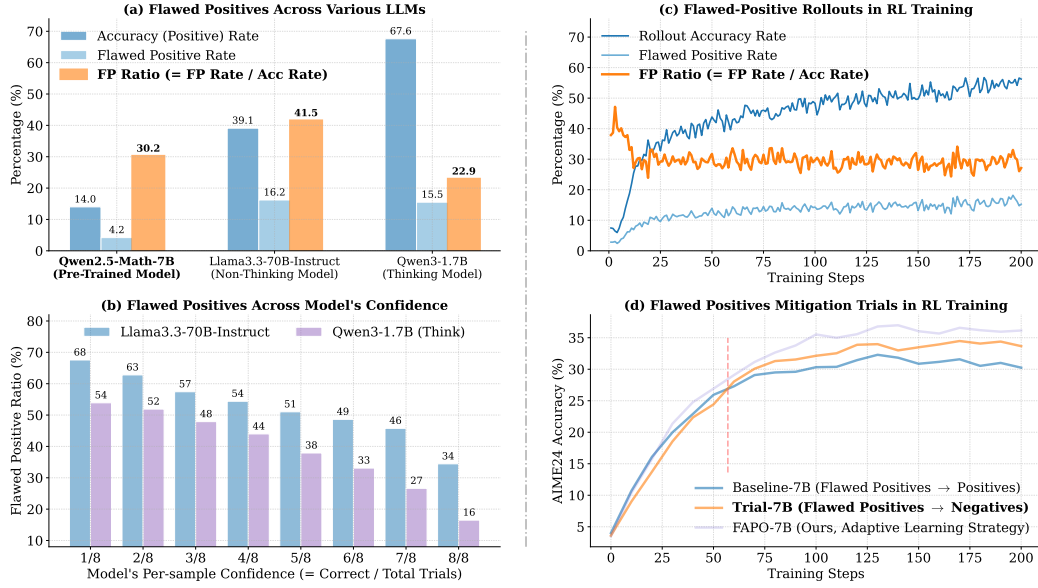 (a) Flawed Positives Across Various LLMs
Percentage (%)
70
60
50
40
30
20
10
0
Accuracy (Positive) Rate
Flawed Positive Rate
FP Ratio (= FP Rate / Acc Rate)
14.0
4.2
30.2
39.1
16.2
41.5
67.6
15.5
22.9
Qwen2.5-Math-7B
(Pre-Trained Model)
Llama3.3-70B-Instruct
(Non-Thinking Model)
Qwen3-1.7B
(Thinking Model)
(b) Flawed Positives Across Model's Confidence
Flawed Positive Ratio (%)
80
70
60
50
40
30
20
10
Llama3.3-70B-Instruct
Qwen3-1.7B (Think)
68
54
63
52
57
48
54
44
51
38
49
33
46
27
34
16
1/8
2/8
3/8
4/8
5/8
6/8
7/8
8/8
Model's Per-sample Confidence (= Correct / Total Trials)
(c) Flawed-Positive Rollouts in RL Training
Percentage (%)
70
60
50
40
30
20
10
0
Rollout Accuracy Rate
Flawed Positive Rate
FP Ratio (= FP Rate / Acc Rate)
0
25
50
75
100
125
150
175
200
Training Steps
(d) Flawed Positives Mitigation Trials in RL Training
AIME24 Accuracy (%)
35
30
25
20
15
10
5
Baseline-7B (Flawed Positives → Positives)
Trial-7B (Flawed Positives → Negatives)
FAPO-7B (Ours, Adaptive Learning Strategy)
0
25
50
75
100
125
150
175
200
Training Steps